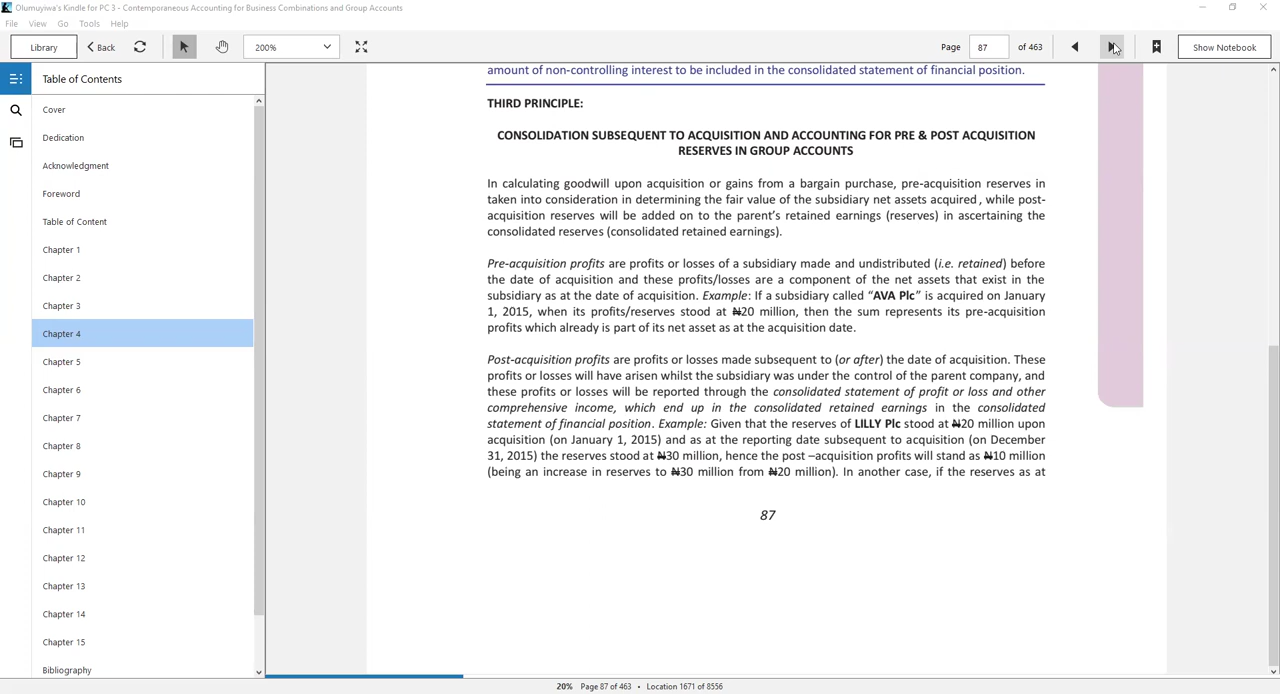 Olumuyiwa's Kindle for PC 3 - Contemporaneous Accounting for Business Combinations and Group Accounts
File View Go Tools Help
Library Back 200% Page 87 of 463 Show Notebook
Table of Contents
Cover
Dedication
Acknowledgment
Foreword
Table of Content
Chapter 1
Chapter 2
Chapter 3
Chapter 4
Chapter 5
Chapter 6
Chapter 7
Chapter 8
Chapter 9
Chapter 10
Chapter 11
Chapter 12
Chapter 13
Chapter 14
Chapter 15
Bibliography
amount of non-controlling interest to be included in the consolidated statement of financial position.
THIRD PRINCIPLE:
CONSOLIDATION SUBSEQUENT TO ACQUISITION AND ACCOUNTING FOR PRE & POST ACQUISITION
RESERVES IN GROUP ACCOUNTS
In calculating goodwill upon acquisition or gains from a bargain purchase, pre-acquisition reserves in
taken into consideration in determining the fair value of the subsidiary net assets acquired, while post-
acquisition reserves will be added on to the parent's retained earnings (reserves) in ascertaining the
consolidated reserves (consolidated retained earnings).
Pre-acquisition profits are profits or losses of a subsidiary made and undistributed (i.e. retained) before
the date of acquisition and these profits/losses are a component of the net assets that exist in the
subsidiary as at the date of acquisition. Example: If a subsidiary called "AVA Plc" is acquired on January
1, 2015, when its profits/reserves stood at ₦20 million, then the sum represents its pre-acquisition
profits which already is part of its net asset as at the acquisition date.
Post-acquisition profits are profits or losses made subsequent to (or after) the date of acquisition. These
profits or losses will have arisen whilst the subsidiary was under the control of the parent company, and
these profits or losses will be reported through the consolidated statement of profit or loss and other
comprehensive income, which end up in the consolidated retained earnings in the consolidated
statement of financial position. Example: Given that the reserves of LILLY Plc stood at ₦20 million upon
acquisition (on January 1, 2015) and as at the reporting date subsequent to acquisition (on December
31, 2015) the reserves stood at ₦30 million, hence the post –acquisition profits will stand as ₦10 million
(being an increase in reserves to ₦30 million from ₦20 million). In another case, if the reserves as at
87
20% Page 87 of 463 • Location 1671 of 8556